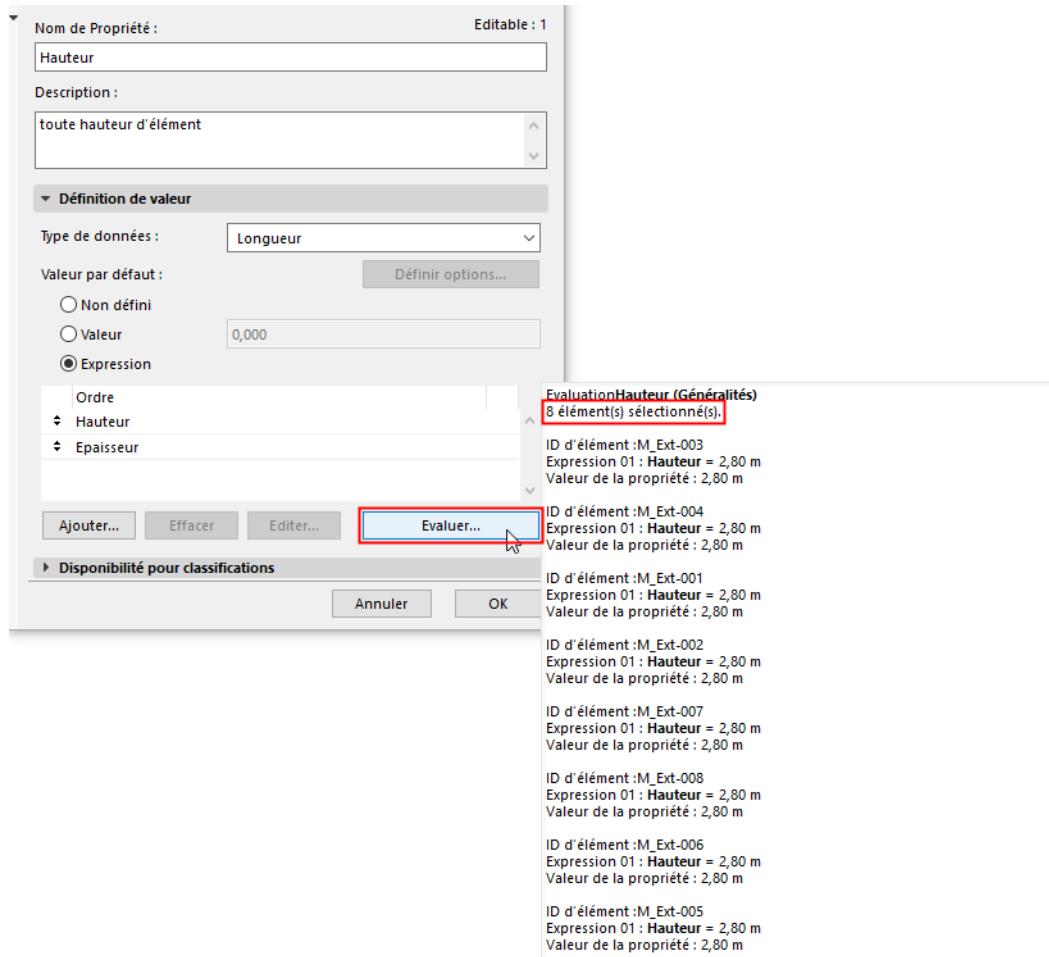 Nom de Propriété :
Editable : 1
Hauteur
Description :
toute hauteur d'élément
Définition de valeur
Type de données :
Longueur
Valeur par défaut :
Définir options...
Non défini
Valeur
0,000
Expression
Ordre
Hauteur
Epaisseur
Ajouter...
Effacer
Editer...
Evaluer...
Disponibilité pour classifications
Annuler
OK
EvaluationHauteur (Généralités)
8 élément(s) sélectionné(s).
ID d'élément :M_Ext-003
Expression 01 : Hauteur = 2,80 m
Valeur de la propriété : 2,80 m
ID d'élément :M_Ext-004
Expression 01 : Hauteur = 2,80 m
Valeur de la propriété : 2,80 m
ID d'élément :M_Ext-001
Expression 01 : Hauteur = 2,80 m
Valeur de la propriété : 2,80 m
ID d'élément :M_Ext-002
Expression 01 : Hauteur = 2,80 m
Valeur de la propriété : 2,80 m
ID d'élément :M_Ext-007
Expression 01 : Hauteur = 2,80 m
Valeur de la propriété : 2,80 m
ID d'élément :M_Ext-008
Expression 01 : Hauteur = 2,80 m
Valeur de la propriété : 2,80 m
ID d'élément :M_Ext-006
Expression 01 : Hauteur = 2,80 m
Valeur de la propriété : 2,80 m
ID d'élément :M_Ext-005
Expression 01 : Hauteur = 2,80 m
Valeur de la propriété : 2,80 m